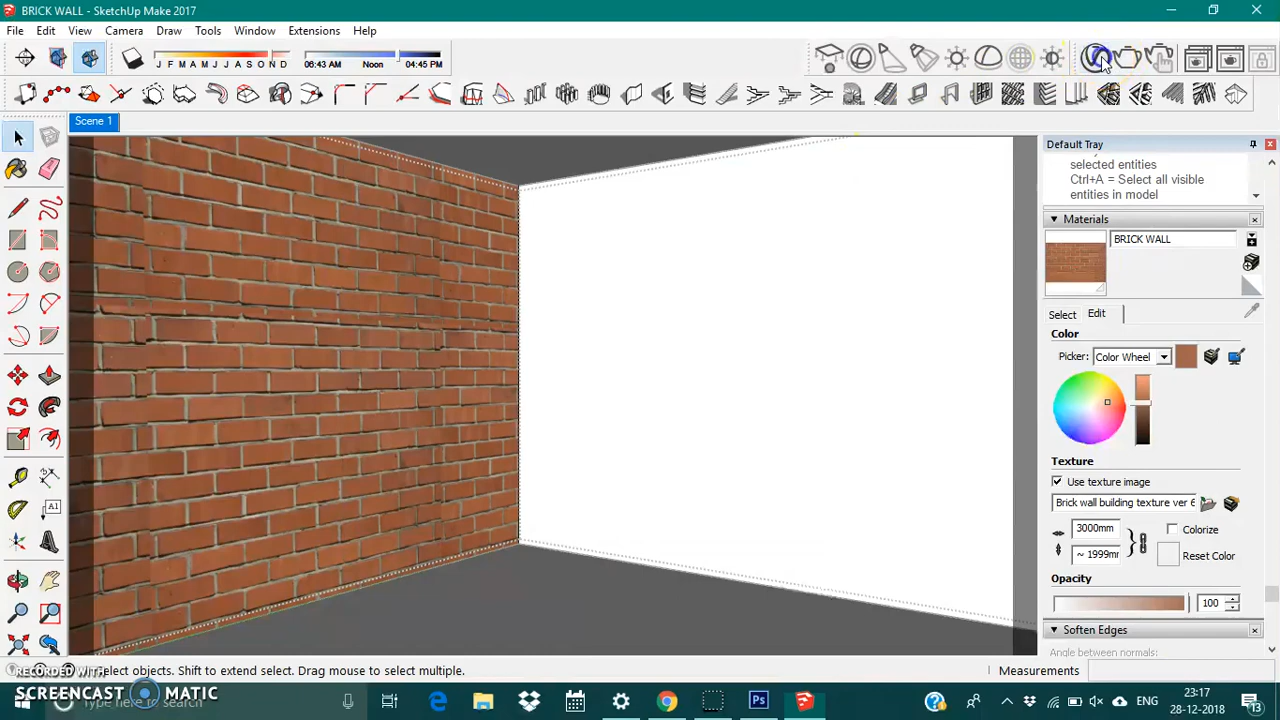 BRICK WALL - SketchUp Make 2017
File Edit View Camera Draw Tools Window Extensions Help
J F M A M J J A S O N D
06:43 AM Noon 04:45 PM
Scene 1
Default Tray
selected entities
Ctrl+A = Select all visible
entities in model
Materials
BRICK WALL
Select Edit
Color
Picker: Color Wheel
Texture
Use texture image
Brick wall building texture ver 6
3000mm
Colorize
~ 1999mr
Reset Color
Opacity
100
Soften Edges
Angle between normals:
A1
select objects. Shift to extend select. Drag mouse to select multiple.
Measurements
RECORDED WITH
SCREENCAST MATIC
Type here to search
ENG
23:17
28-12-2018
13